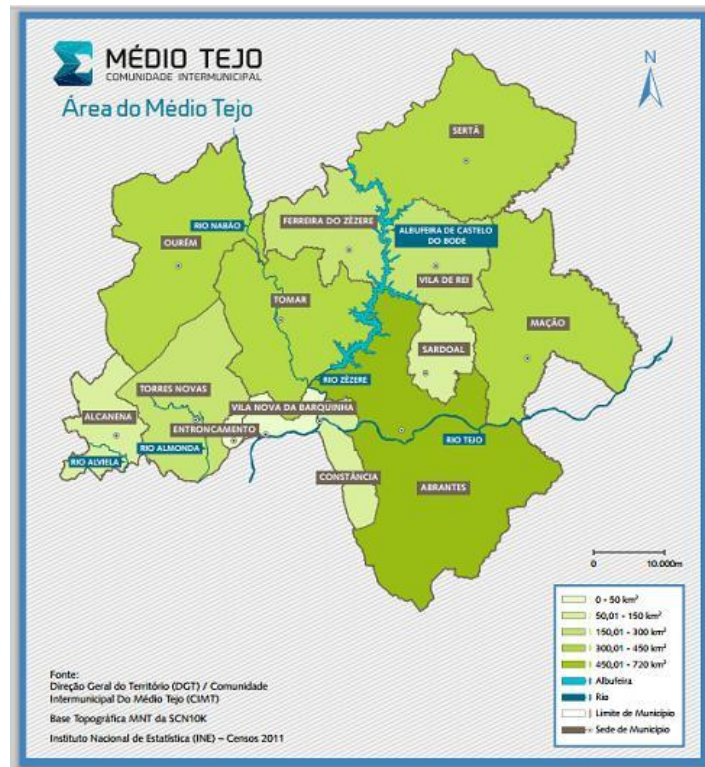 MÉDIO TEJO
COMUNIDADE INTERMUNICIPAL
Área do Médio Tejo
N
SERTÃ
FERREIRA DO ZÊZERE
RIO NABÃO
ALBUFEIRA DE CASTELO
DO BODE
OURÉM
VILA DE REI
TOMAR
MAÇÃO
SARDOAL
RIO ZÊZERE
TORRES NOVAS
VILA NOVA DA BARQUINHA
ALCANENA
ENTRONCAMENTO
RIO TEJO
RIO ALMONDA
RIO ALVIELA
CONSTÂNCIA
ABRANTES
0 10.000m
0 - 50 km²
50,01 - 150 km²
150,01 - 300 km²
300,01 - 450 km²
450,01 - 720 km²
Albufeira
Rio
Limite de Município
Sede de Município
Fonte:
Direção Geral do Território (DGT) / Comunidade
Intermunicipal Do Médio Tejo (CIMT)
Base Topográfica MNT da SCN10K
Instituto Nacional de Estatística (INE) – Censos 2011